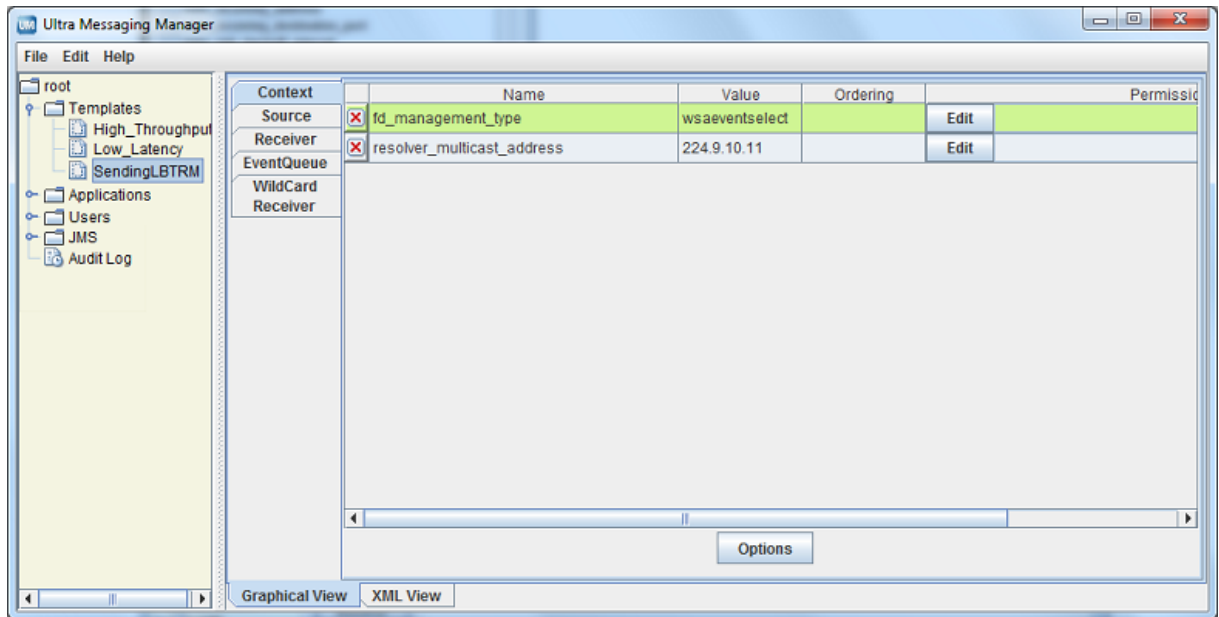 UM Ultra Messaging Manager
File Edit Help
root
Templates
High_Throughput
Low_Latency
SendingLBTRM
Applications
Users
JMS
Audit Log
Context
Source
Receiver
EventQueue
WildCard
Receiver
Name Value Ordering Permissio
fd_management_type wsaeventselect Edit
resolver_multicast_address 224.9.10.11 Edit
Options
Graphical View XML View